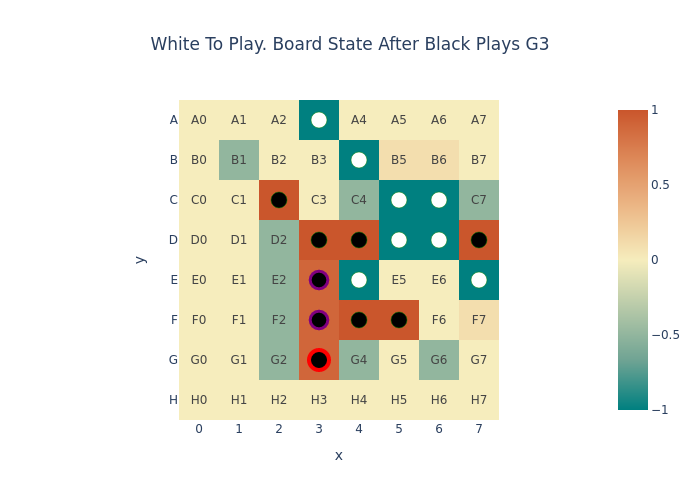 White To Play. Board State After Black Plays G3
A A0 A1 A2 A4 A5 A6 A7
B B0 B1 B2 B3 B5 B6 B7
C C0 C1 C3 C4 C7
D D0 D1 D2
E E0 E1 E2 E5 E6
F F0 F1 F2 F6 F7
G G0 G1 G2 G4 G5 G6 G7
H H0 H1 H2 H3 H4 H5 H6 H7
0 1 2 3 4 5 6 7
x
y
1
0.5
0
−0.5
−1